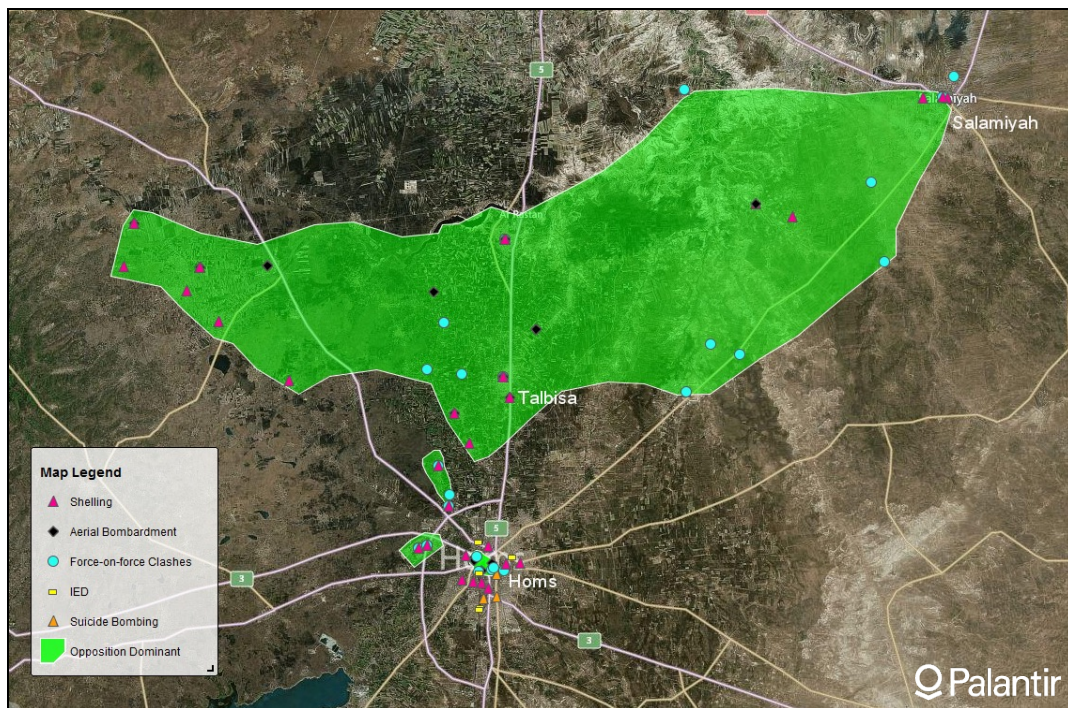 5
Salamiyah
Al Rastan
Talbisa
Map Legend
Shelling
Aerial Bombardment
Force-on-force Clashes
IED
Suicide Bombing
Opposition Dominant
5
Homs
3
3
Palantir